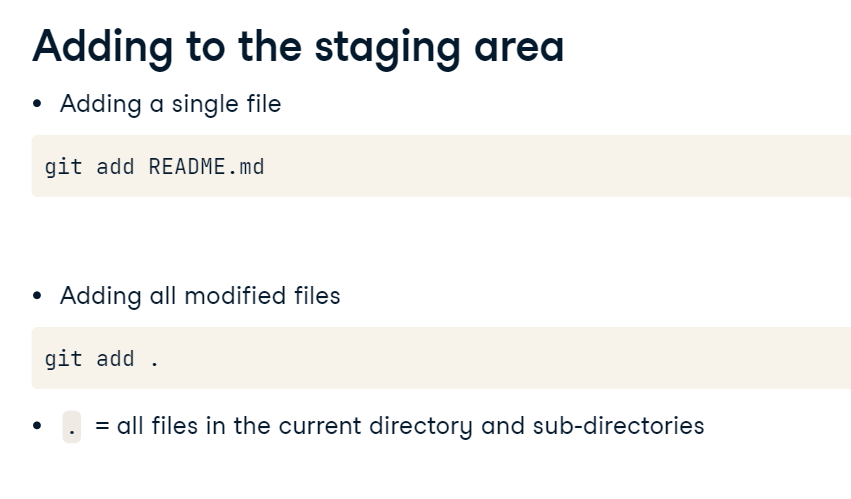 Adding to the staging area
• Adding a single file
git add README.md
• Adding all modified files
git add .
• . = all files in the current directory and sub-directories